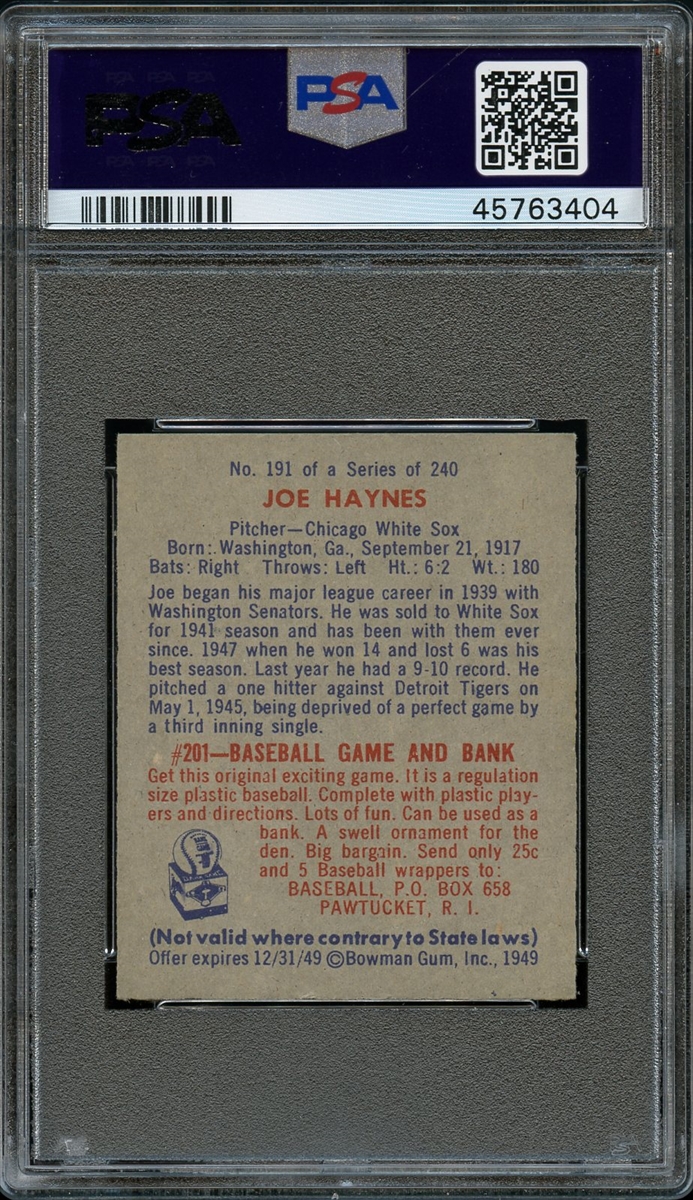 PSA PSA PSA
PSA
PSA PSA PSA
PSA
45763404
No. 191 of a Series of 240
JOE HAYNES
Pitcher—Chicago White Sox
Born: Washington, Ga., September 21, 1917
Bats: Right Throws: Left Ht.: 6:2 Wt.: 180
Joe began his major league career in 1939 with
Washington Senators. He was sold to White Sox
for 1941 season and has been with them ever
since. 1947 when he won 14 and lost 6 was his
best season. Last year he had a 9-10 record. He
pitched a one hitter against Detroit Tigers on
May 1, 1945, being deprived of a perfect game by
a third inning single.
#201—BASEBALL GAME AND BANK
Get this original exciting game. It is a regulation
size plastic baseball. Complete with plastic play-
ers and directions. Lots of fun. Can be used as a
bank. A swell ornament for the
den. Big bargain. Send only 25c
and 5 Baseball wrappers to:
BASEBALL, P.O. BOX 658
PAWTUCKET, R. I.
(Not valid where contrary to State laws)
Offer expires 12/31/49 ©Bowman Gum, Inc., 1949